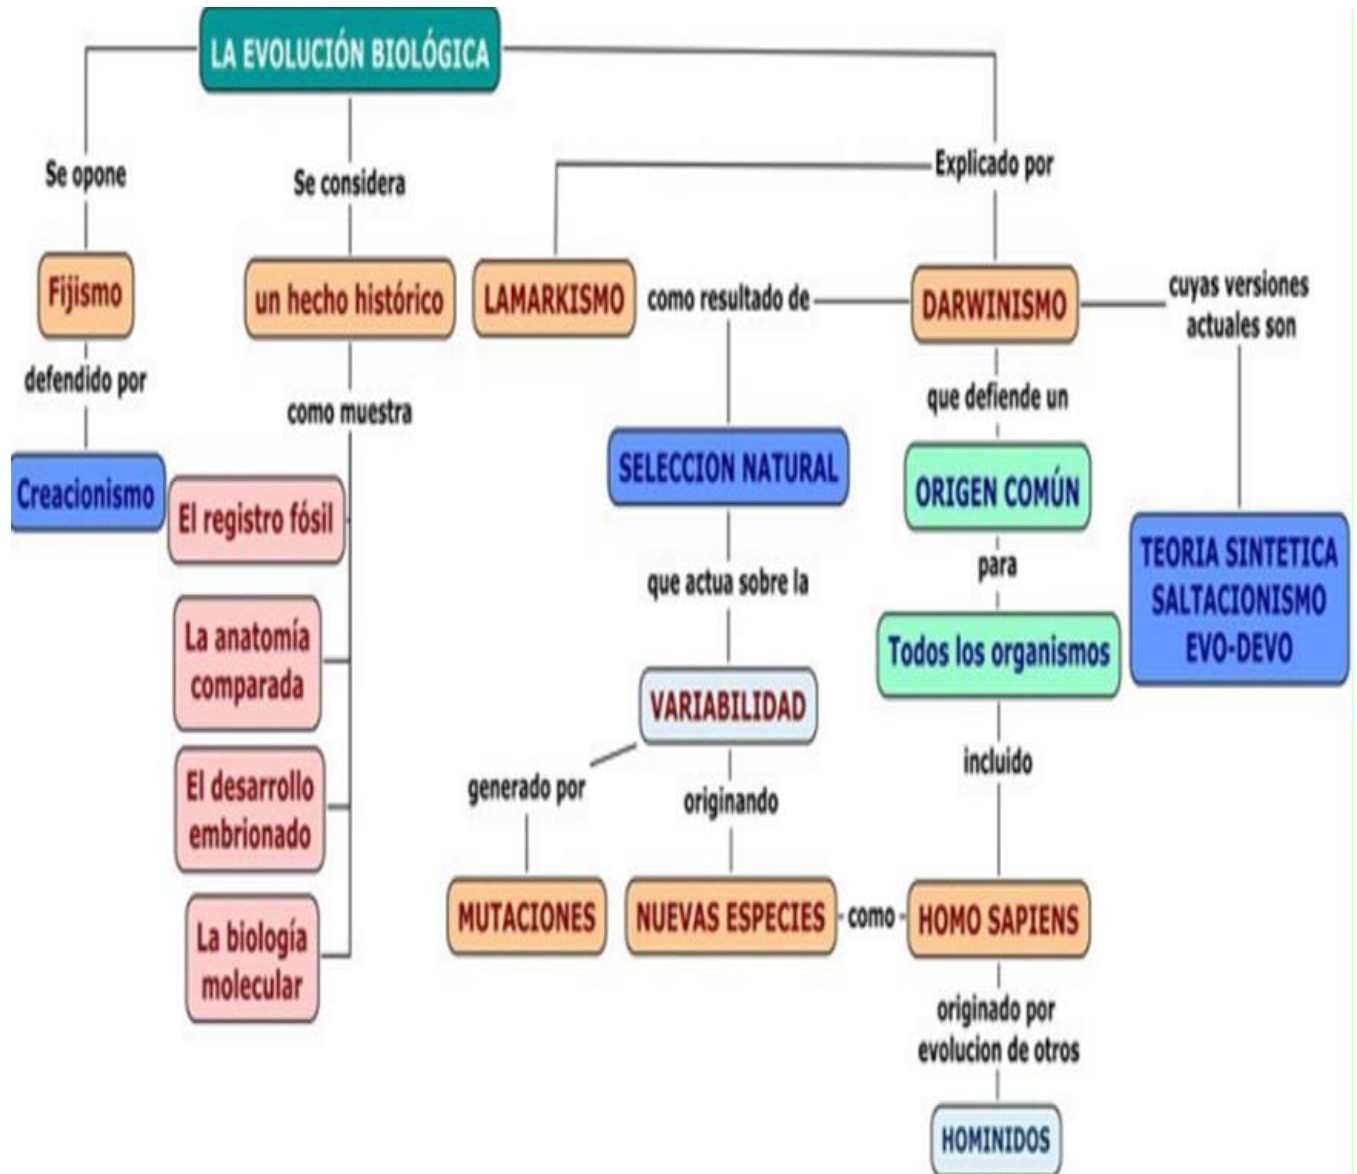 LA EVOLUCIÓN BIOLÓGICA
Se opone
Fijismo
defendido por
Creacionismo
Se considera
un hecho histórico
como muestra
El registro fósil
La anatomía
comparada
El desarrollo
embrionado
La biología
molecular
Explicado por
LAMARKISMO
DARWINISMO
como resultado de
SELECCION NATURAL
que actua sobre la
VARIABILIDAD
generado por
MUTACIONES
originando
NUEVAS ESPECIES
como
que defiende un
ORIGEN COMÚN
para
Todos los organismos
incluido
HOMO SAPIENS
originado por
evolucion de otros
HOMINIDOS
cuyas versiones
actuales son
TEORIA SINTETICA
SALTACIONISMO
EVO-DEVO